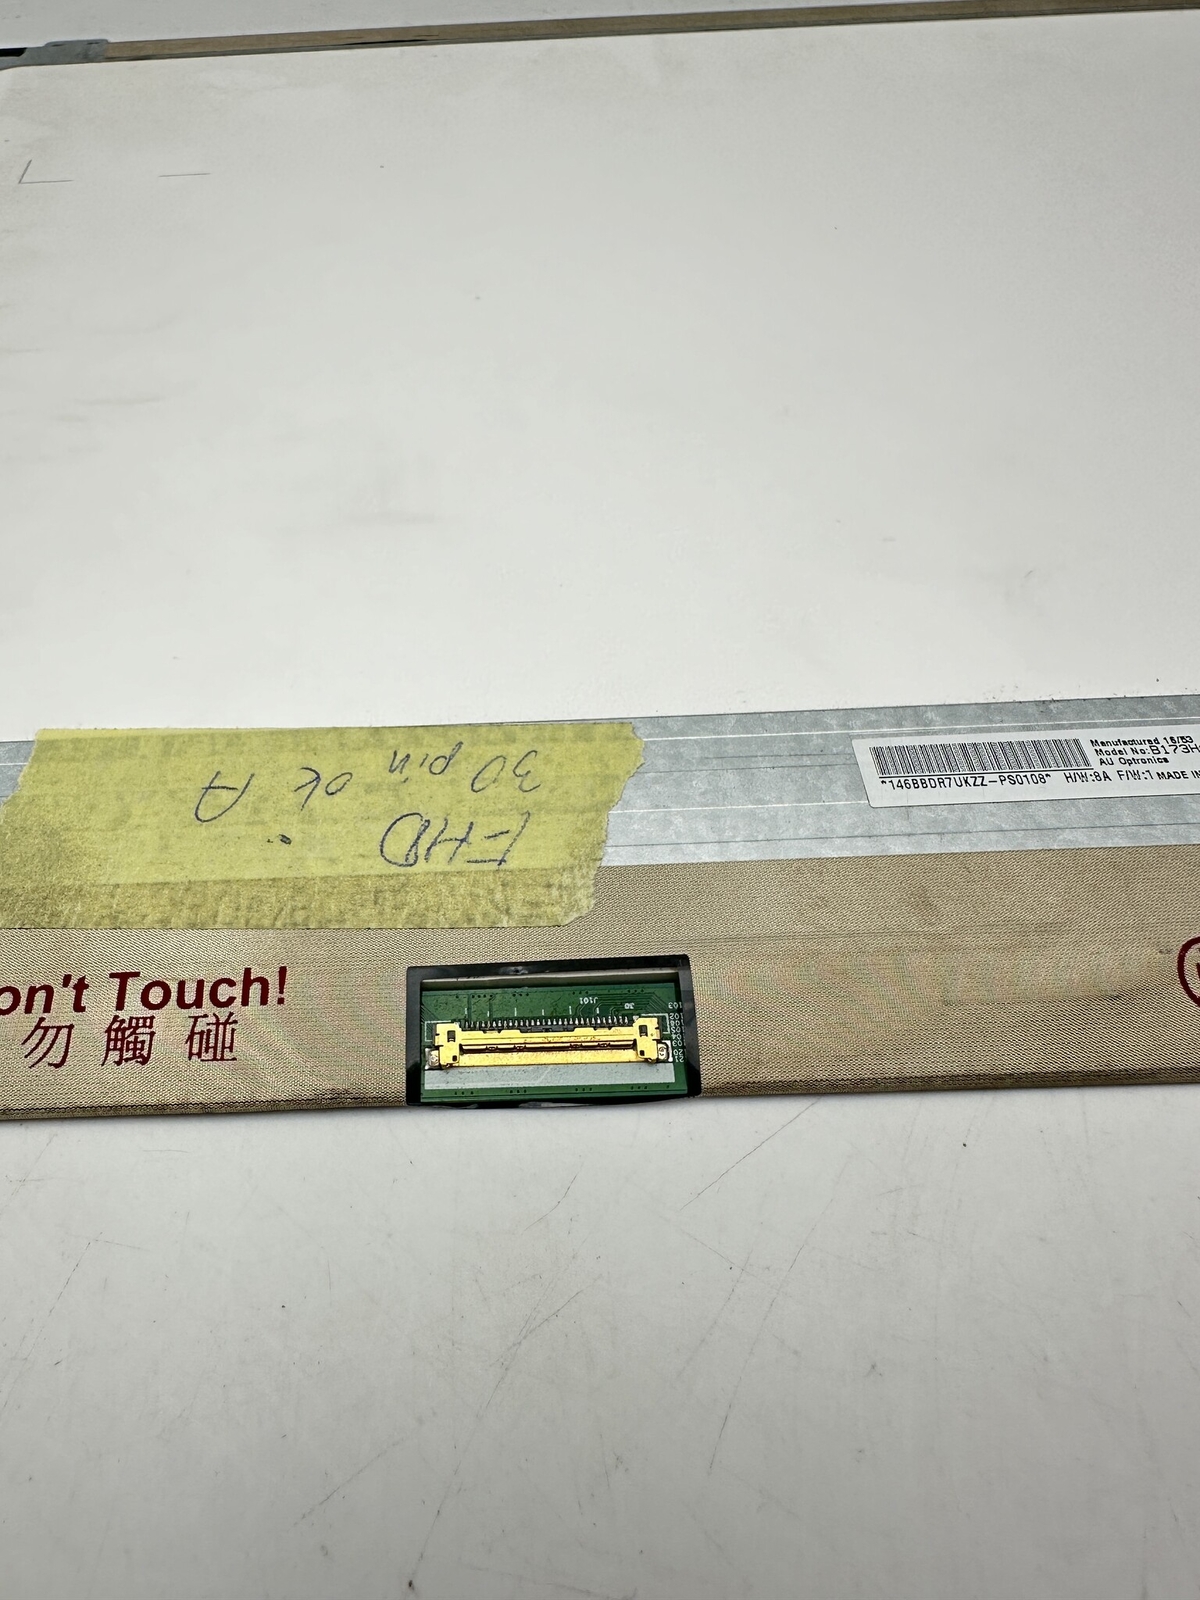 FHD
30 pin ok A
Manufactured 16/53
Model No:B173H
AU Optronics
*146BBDR7UKZZ-PS0108* H/W:8A F/W:1 MADE IN
on't Touch!
勿 觸 碰
J101
30